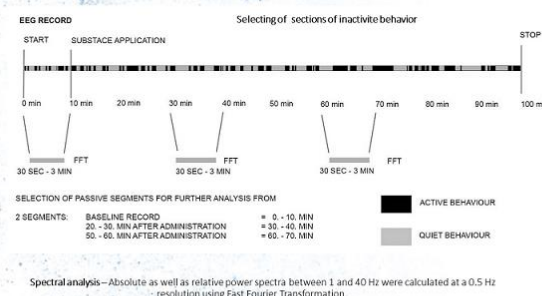 EEG RECORD
Selecting of sections of inactivite behavior
START
SUBSTACE APPLICATION
STOP
0 min 10 min 20 min 30 min 40 min 50 min 60 min 70 min 80 min 90 min 100 m
FFT FFT FFT
30 SEC - 3 MIN 30 SEC - 3 MIN 30 SEC - 3 MIN
SELECTION OF PASSIVE SEGMENTS FOR FURTHER ANALYSIS FROM
2 SEGMENTS: BASELINE RECORD = 0. - 10. MIN
20. - 30. MIN AFTER ADMINISTRATION = 30. - 40. MIN
50. - 60. MIN AFTER ADMINISTRATION = 60. - 70. MIN
ACTIVE BEHAVIOUR
QUIET BEHAVIOUR
Spectral analysis – Absolute as well as relative power spectra between 1 and 40 Hz were calculated at a 0.5 Hz
resolution using Fast Fourier Transformation.